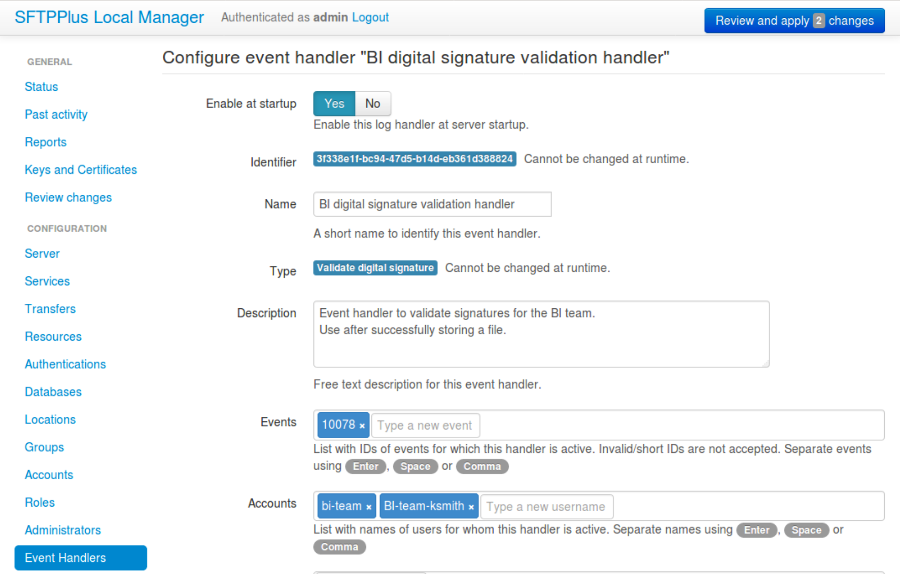 SFTPPlus Local Manager Authenticated as admin Logout Review and apply 2 changes
GENERAL
Status
Past activity
Reports
Keys and Certificates
Review changes
CONFIGURATION
Server
Services
Transfers
Resources
Authentications
Databases
Locations
Groups
Accounts
Roles
Administrators
Event Handlers
Configure event handler "BI digital signature validation handler"
Enable at startup Yes No
Enable this log handler at server startup.
Identifier 3f338e1f-bc94-47d5-b14d-eb361d388824 Cannot be changed at runtime.
Name BI digital signature validation handler
A short name to identify this event handler.
Type Validate digital signature Cannot be changed at runtime.
Description Event handler to validate signatures for the BI team.
Use after successfully storing a file.
Free text description for this event handler.
Events 10078 × Type a new event
List with IDs of events for which this handler is active. Invalid/short IDs are not accepted. Separate events
using Enter, Space or Comma
Accounts bi-team × BI-team-ksmith × Type a new username
List with names of users for whom this handler is active. Separate names using Enter, Space or
Comma